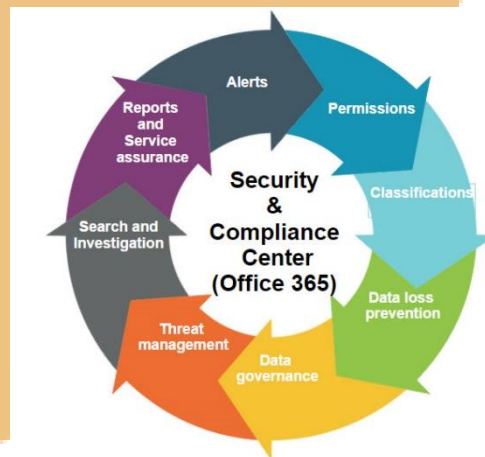 Alerts
Permissions
Classifications
Data loss
prevention
Data
governance
Threat
management
Search and
Investigation
Reports
and
Service
assurance
Security
&
Compliance
Center
(Office 365)